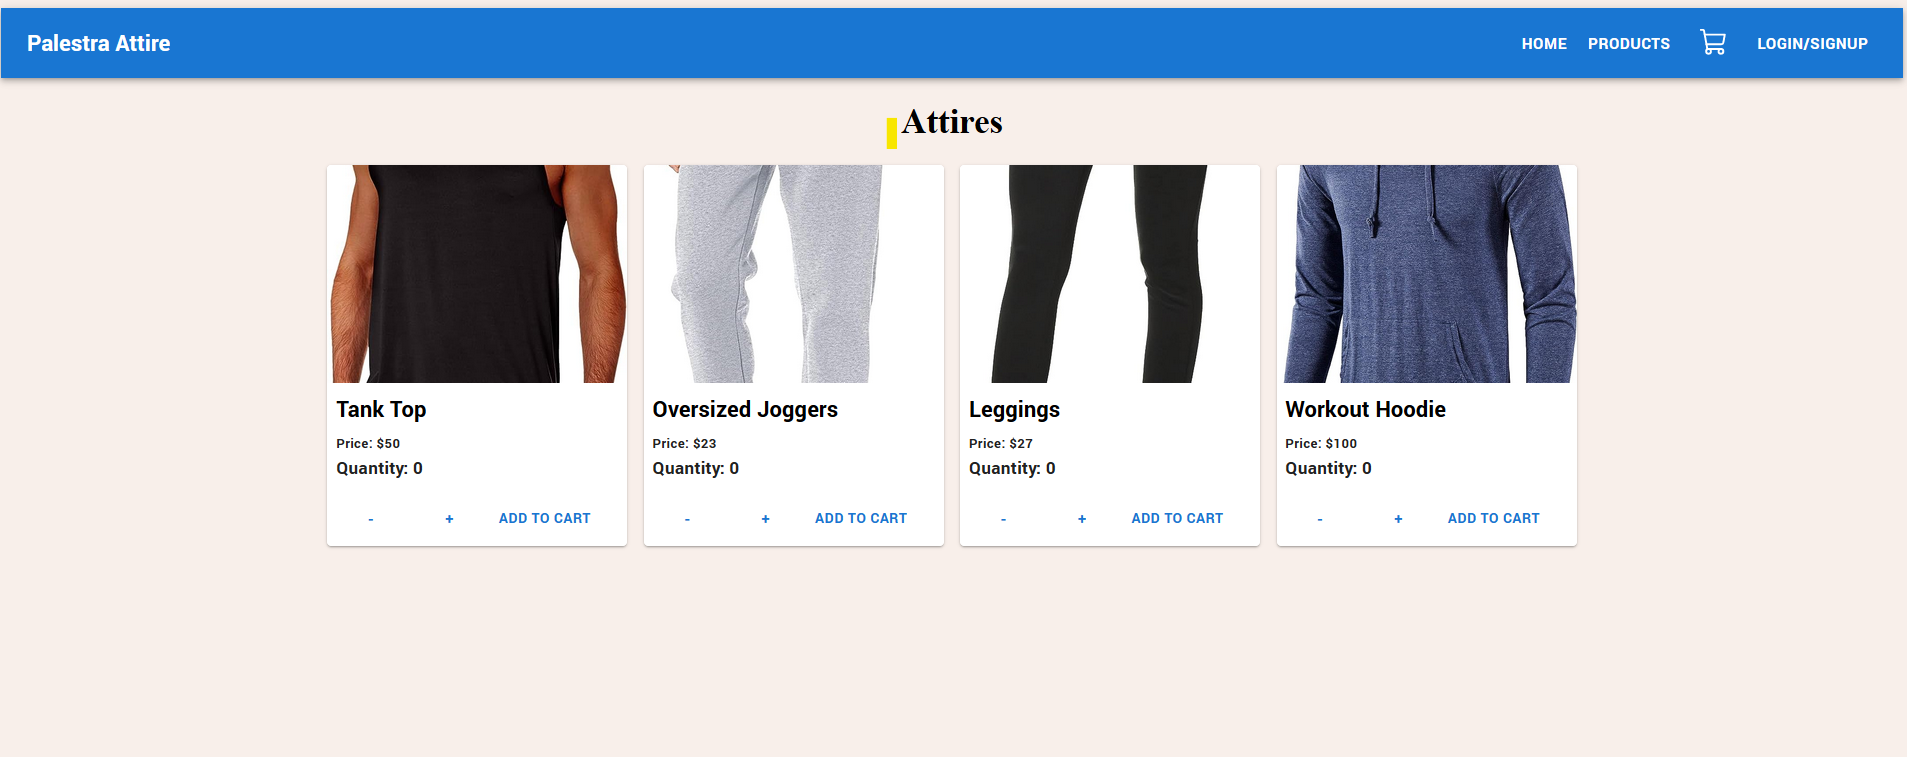 Palestra Attire
HOME PRODUCTS LOGIN/SIGNUP
Attires
Tank Top
Price: $50
Quantity: 0
- + ADD TO CART
Oversized Joggers
Price: $23
Quantity: 0
- + ADD TO CART
Leggings
Price: $27
Quantity: 0
- + ADD TO CART
Workout Hoodie
Price: $100
Quantity: 0
- + ADD TO CART